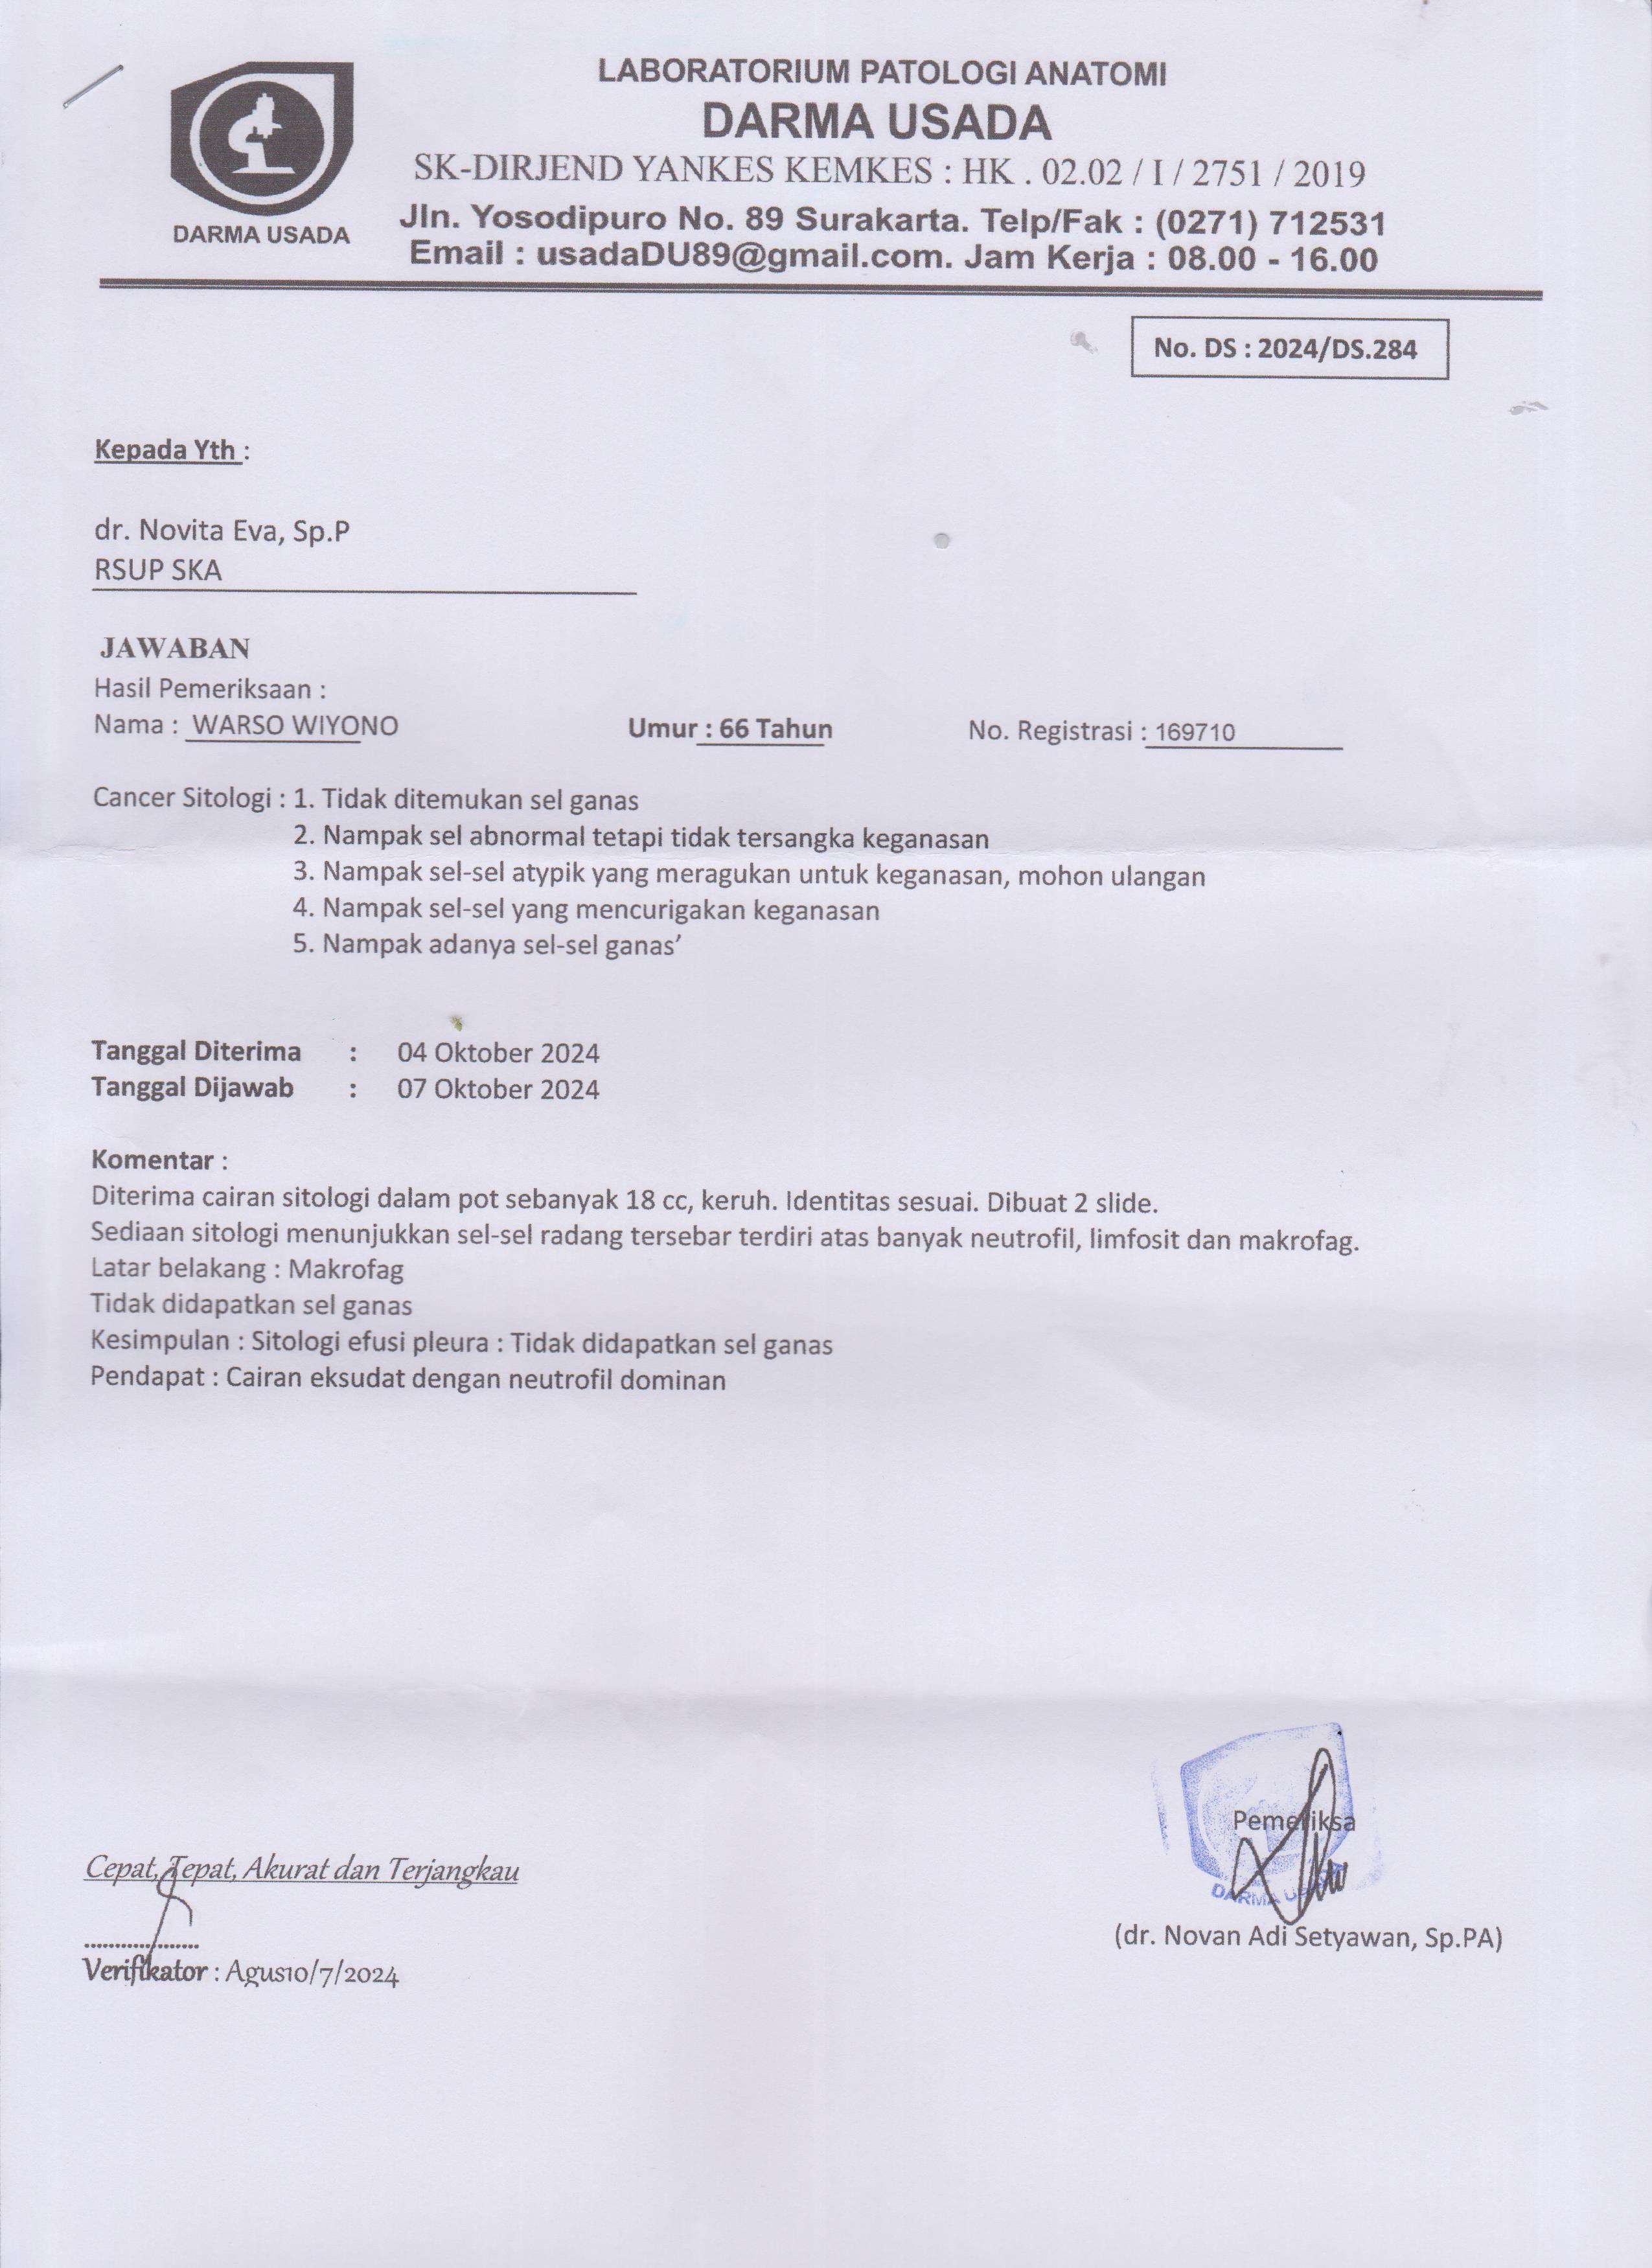 LABORATORIUM PATOLOGI ANATOMI
DARMA USADA
SK-DIRJEND YANKES KEMKES : HK . 02.02 / I / 2751 / 2019
DARMA USADA
Jln. Yosodipuro No. 89 Surakarta. Telp/Fak : (0271) 712531
Email : usadaDU89@gmail.com. Jam Kerja : 08.00 - 16.00
No. DS : 2024/DS.284
Kepada Yth :
dr. Novita Eva, Sp.P
RSUP SKA
JAWABAN
Hasil Pemeriksaan :
Nama : WARSO WIYONO Umur : 66 Tahun No. Registrasi : 169710
Cancer Sitologi : 1. Tidak ditemukan sel ganas
2. Nampak sel abnormal tetapi tidak tersangka keganasan
3. Nampak sel-sel atypik yang meragukan untuk keganasan, mohon ulangan
4. Nampak sel-sel yang mencurigakan keganasan
5. Nampak adanya sel-sel ganas’
Tanggal Diterima : 04 Oktober 2024
Tanggal Dijawab : 07 Oktober 2024
Komentar :
Diterima cairan sitologi dalam pot sebanyak 18 cc, keruh. Identitas sesuai. Dibuat 2 slide.
Sediaan sitologi menunjukkan sel-sel radang tersebar terdiri atas banyak neutrofil, limfosit dan makrofag.
Latar belakang : Makrofag
Tidak didapatkan sel ganas
Kesimpulan : Sitologi efusi pleura : Tidak didapatkan sel ganas
Pendapat : Cairan eksudat dengan neutrofil dominan
Pemeriksa
DARMA USADA
(dr. Novan Adi Setyawan, Sp.PA)
Cepat, Tepat, Akurat dan Terjangkau
...................
Verifikator : Agus10/7/2024